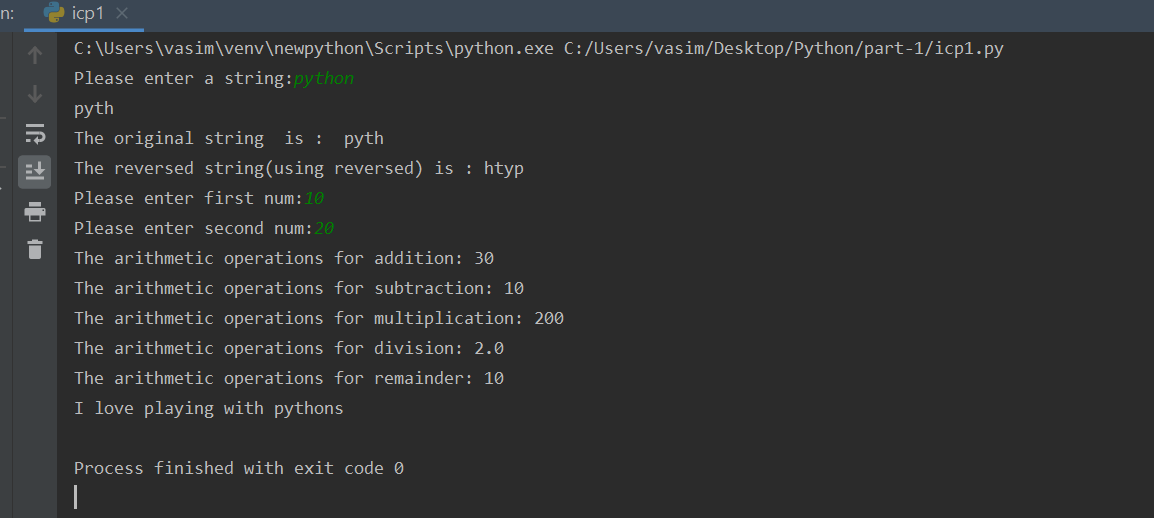 n: icp1
C:\Users\vasim\venv\newpython\Scripts\python.exe C:/Users/vasim/Desktop/Python/part-1/icp1.py
Please enter a string:python
pyth
The original string  is :  pyth
The reversed string(using reversed) is : htyp
Please enter first num:10
Please enter second num:20
The arithmetic operations for addition: 30
The arithmetic operations for subtraction: 10
The arithmetic operations for multiplication: 200
The arithmetic operations for division: 2.0
The arithmetic operations for remainder: 10
I love playing with pythons
Process finished with exit code 0